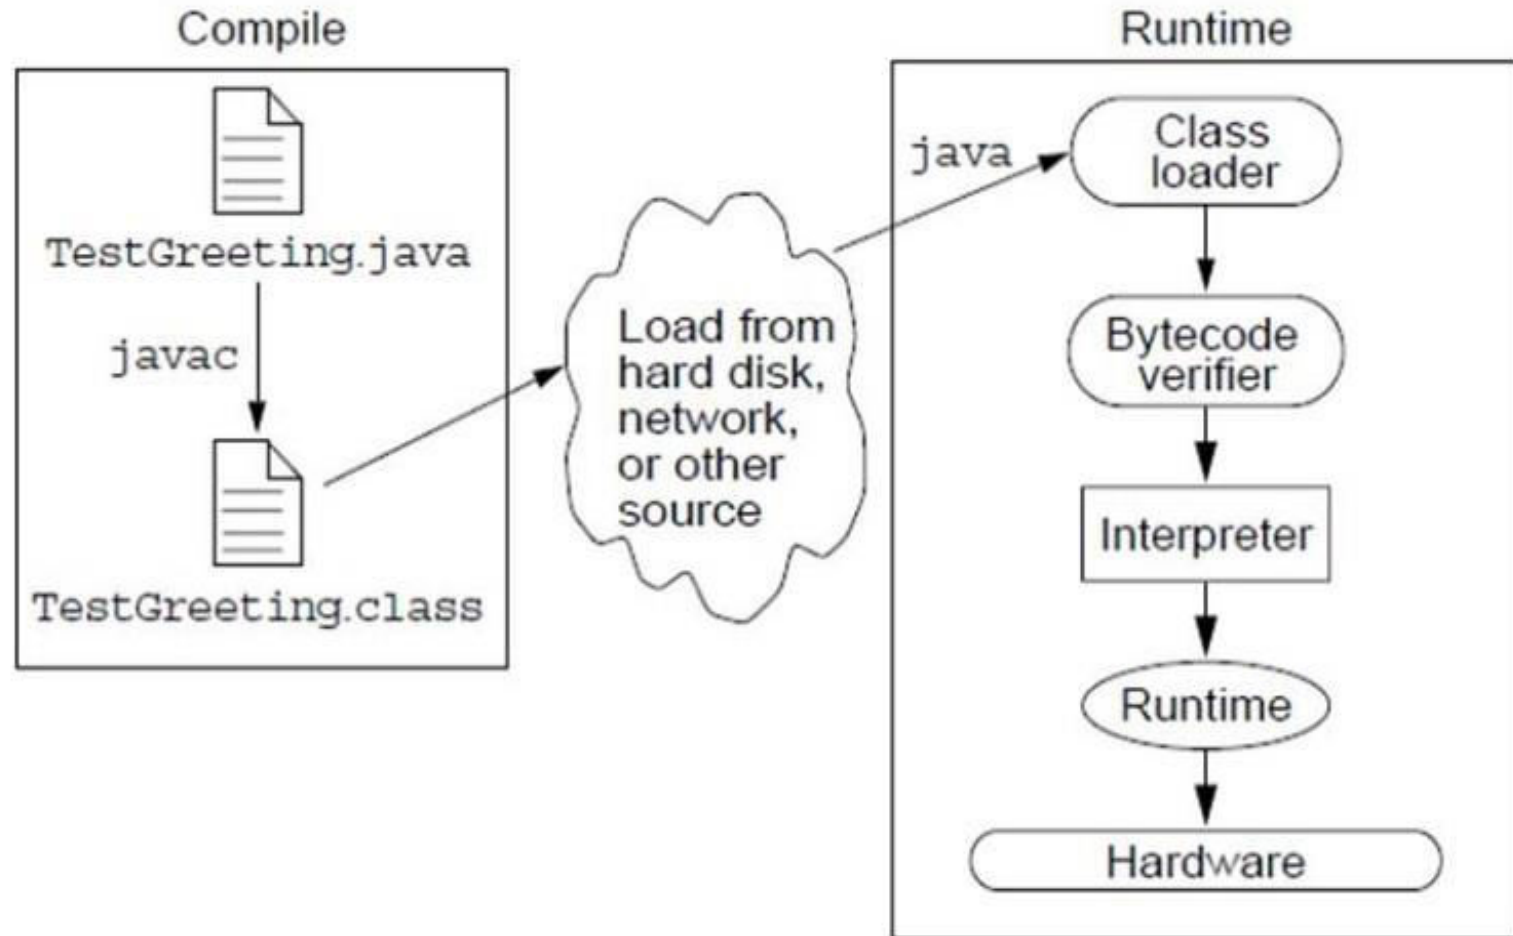 Compile
TestGreeting.java
javac
TestGreeting.class
Load from
hard disk,
network,
or other
source
java
Runtime
Class
loader
Bytecode
verifier
Interpreter
Runtime
Hardware